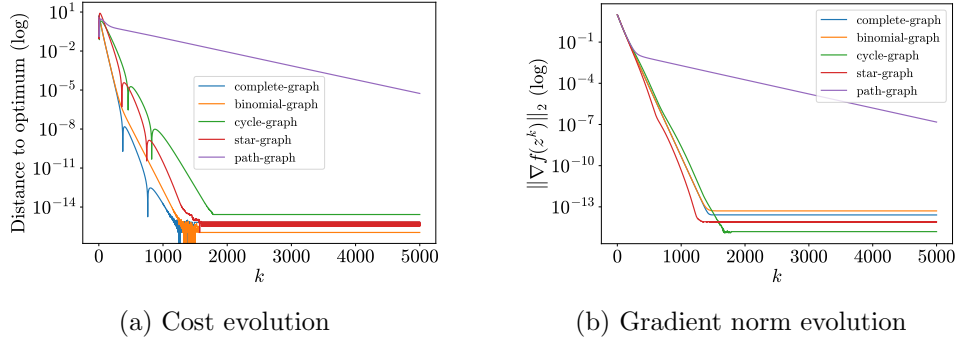 Distance to optimum (log)
10^1
10^{-2}
10^{-5}
10^{-8}
10^{-11}
10^{-14}
complete-graph
binomial-graph
cycle-graph
star-graph
path-graph
0 1000 2000 3000 4000 5000
k
(a) Cost evolution
||∇f(z^k)||_2 (log)
10^{-1}
10^{-4}
10^{-7}
10^{-10}
10^{-13}
complete-graph
binomial-graph
cycle-graph
star-graph
path-graph
0 1000 2000 3000 4000 5000
k
(b) Gradient norm evolution